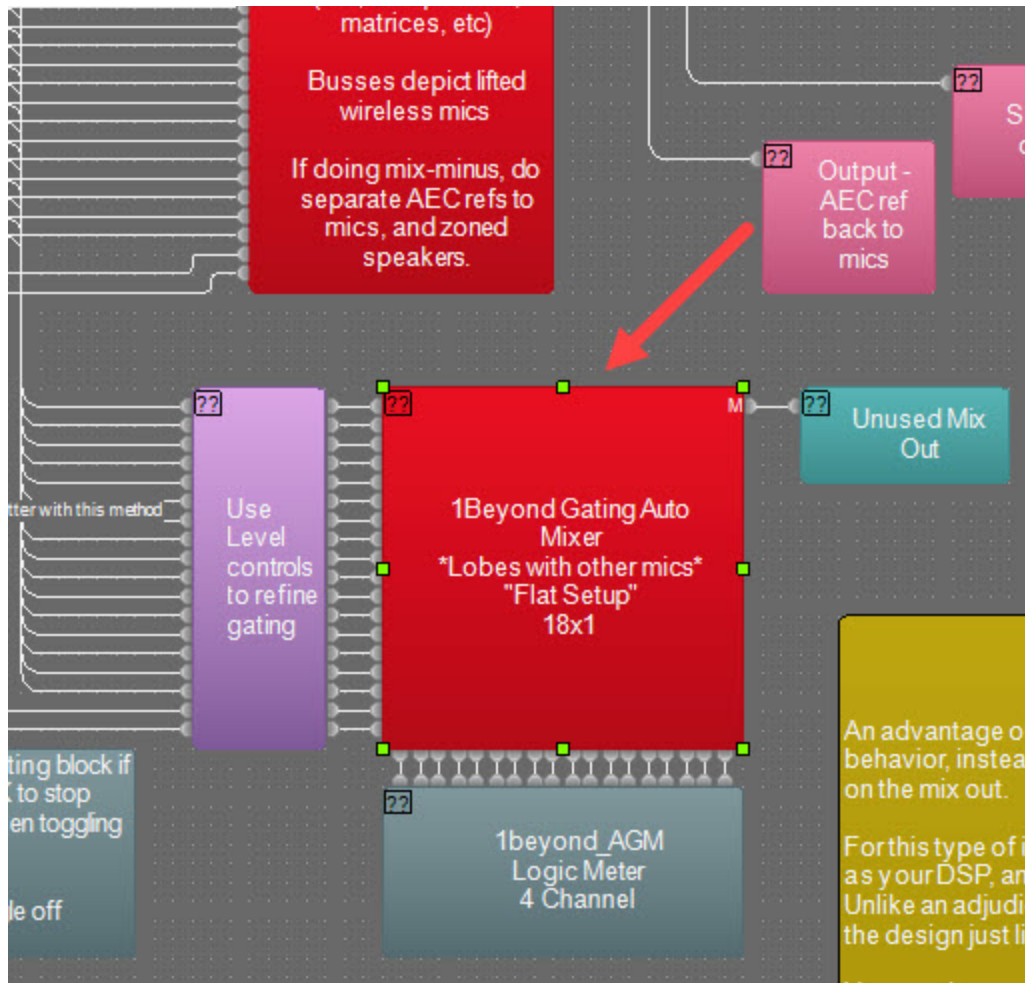 matrices, etc)
Busses depict lifted
wireless mics
If doing mix-minus, do
separate AEC refs to
mics, and zoned
speakers.
??
??
Output -
AEC ref
back to
mics
??
Use
Level
controls
to refine
gating
with this method
??
M
1Beyond Gating Auto
Mixer
*Lobes with other mics*
"Flat Setup"
18x1
??
Unused Mix
Out
ting block if
to stop
en toggling
le off
??
1beyond_AGM
Logic Meter
4 Channel
An advantage o
behavior, instea
on the mix out.
For this type of i
as your DSP, an
Unlike an adjudi
the design just li